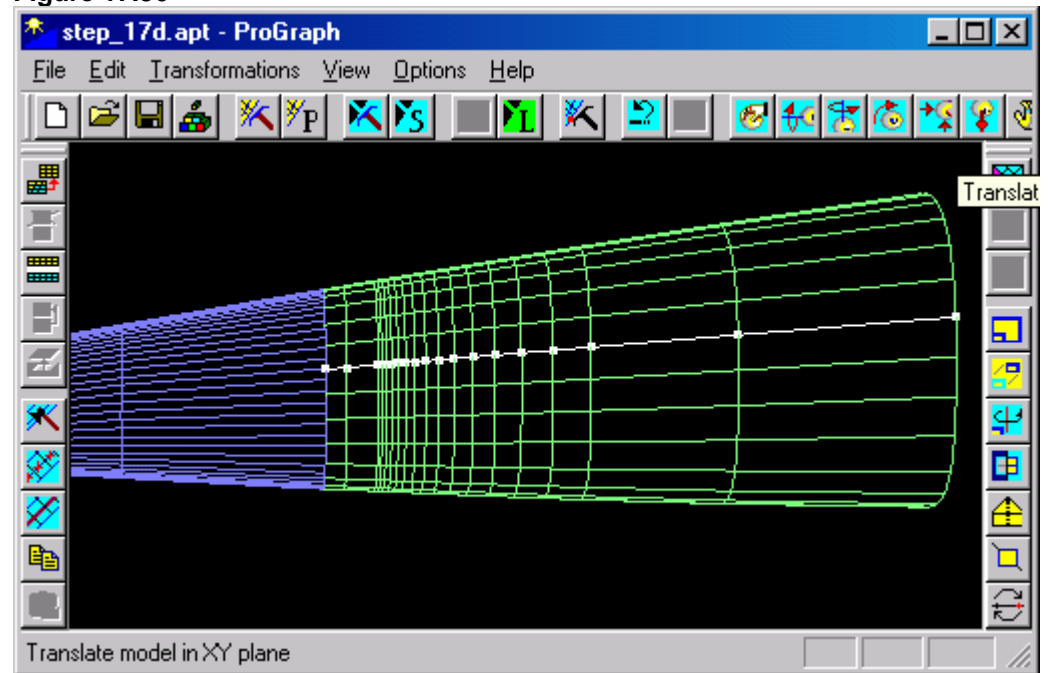 step_17d.apt - ProGraph
File Edit Transformations View Options Help
P S L
Translat
Translate model in XY plane